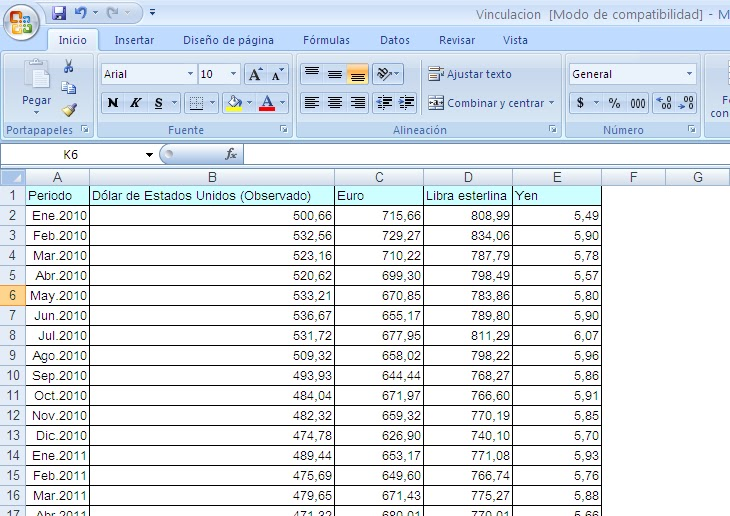 Vinculacion [Modo de compatibilidad] - M
Inicio Insertar Diseño de página Fórmulas Datos Revisar Vista
Pegar
Arial 10 A A
N K S A
Ajustar texto
Combinar y centrar
General
$ % 000
Portapapeles Fuente Alineación Número
K6 fx
A B C D E F G
1 Periodo Dólar de Estados Unidos (Observado) Euro Libra esterlina Yen
2 Ene.2010 500,66 715,66 808,99 5,49
3 Feb.2010 532,56 729,27 834,06 5,90
4 Mar.2010 523,16 710,22 787,79 5,78
5 Abr.2010 520,62 699,30 798,49 5,57
6 May.2010 533,21 670,85 783,86 5,80
7 Jun.2010 536,67 655,17 789,80 5,90
8 Jul.2010 531,72 677,95 811,29 6,07
9 Ago.2010 509,32 658,02 798,22 5,96
10 Sep.2010 493,93 644,44 768,27 5,86
11 Oct.2010 484,04 671,97 766,60 5,91
12 Nov.2010 482,32 659,32 770,19 5,85
13 Dic.2010 474,78 626,90 740,10 5,70
14 Ene.2011 489,44 653,17 771,08 5,93
15 Feb.2011 475,69 649,60 766,74 5,76
16 Mar.2011 479,65 671,43 775,27 5,88
17 Abr.2011 471,32 680,01 770,01 5,66